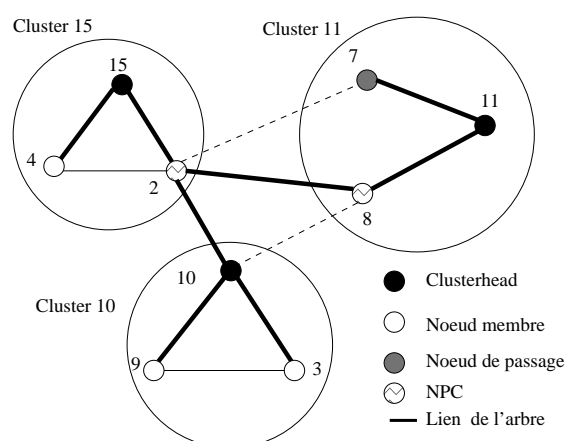 Cluster 15
Cluster 11
15
7
11
4
2
8
10
Cluster 10
9
3
Clusterhead
Noeud membre
Noeud de passage
NPC
Lien de l'arbre